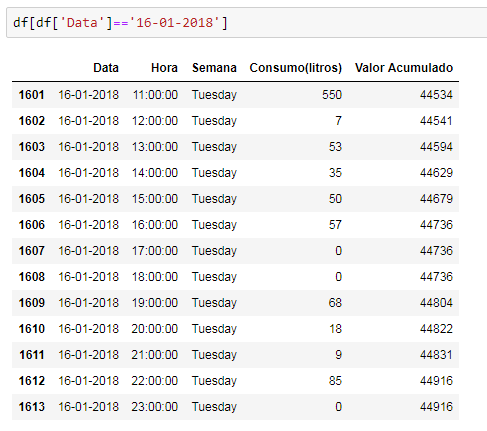 df[df['Data']=='16-01-2018']
Data Hora Semana Consumo(litros) Valor Acumulado
1601 16-01-2018 11:00:00 Tuesday 550 44534
1602 16-01-2018 12:00:00 Tuesday 7 44541
1603 16-01-2018 13:00:00 Tuesday 53 44594
1604 16-01-2018 14:00:00 Tuesday 35 44629
1605 16-01-2018 15:00:00 Tuesday 50 44679
1606 16-01-2018 16:00:00 Tuesday 57 44736
1607 16-01-2018 17:00:00 Tuesday 0 44736
1608 16-01-2018 18:00:00 Tuesday 0 44736
1609 16-01-2018 19:00:00 Tuesday 68 44804
1610 16-01-2018 20:00:00 Tuesday 18 44822
1611 16-01-2018 21:00:00 Tuesday 9 44831
1612 16-01-2018 22:00:00 Tuesday 85 44916
1613 16-01-2018 23:00:00 Tuesday 0 44916